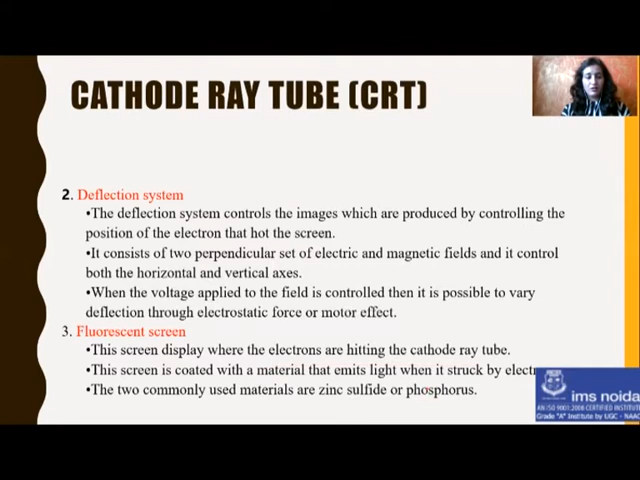 CATHODE RAY TUBE (CRT)
2. Deflection system
•The deflection system controls the images which are produced by controlling the
position of the electron that hot the screen.
•It consists of two perpendicular set of electric and magnetic fields and it control
both the horizontal and vertical axes.
•When the voltage applied to the field is controlled then it is possible to vary
deflection through electrostatic force or motor effect.
3. Fluorescent screen
•This screen display where the electrons are hitting the cathode ray tube.
•This screen is coated with a material that emits light when it struck by electr
•The two commonly used materials are zinc sulfide or phosphorus.
ims noida
AN ISO 9001:2008 CERTIFIED INSTITUTE
Grade "A" Institute by UGC - NAAC